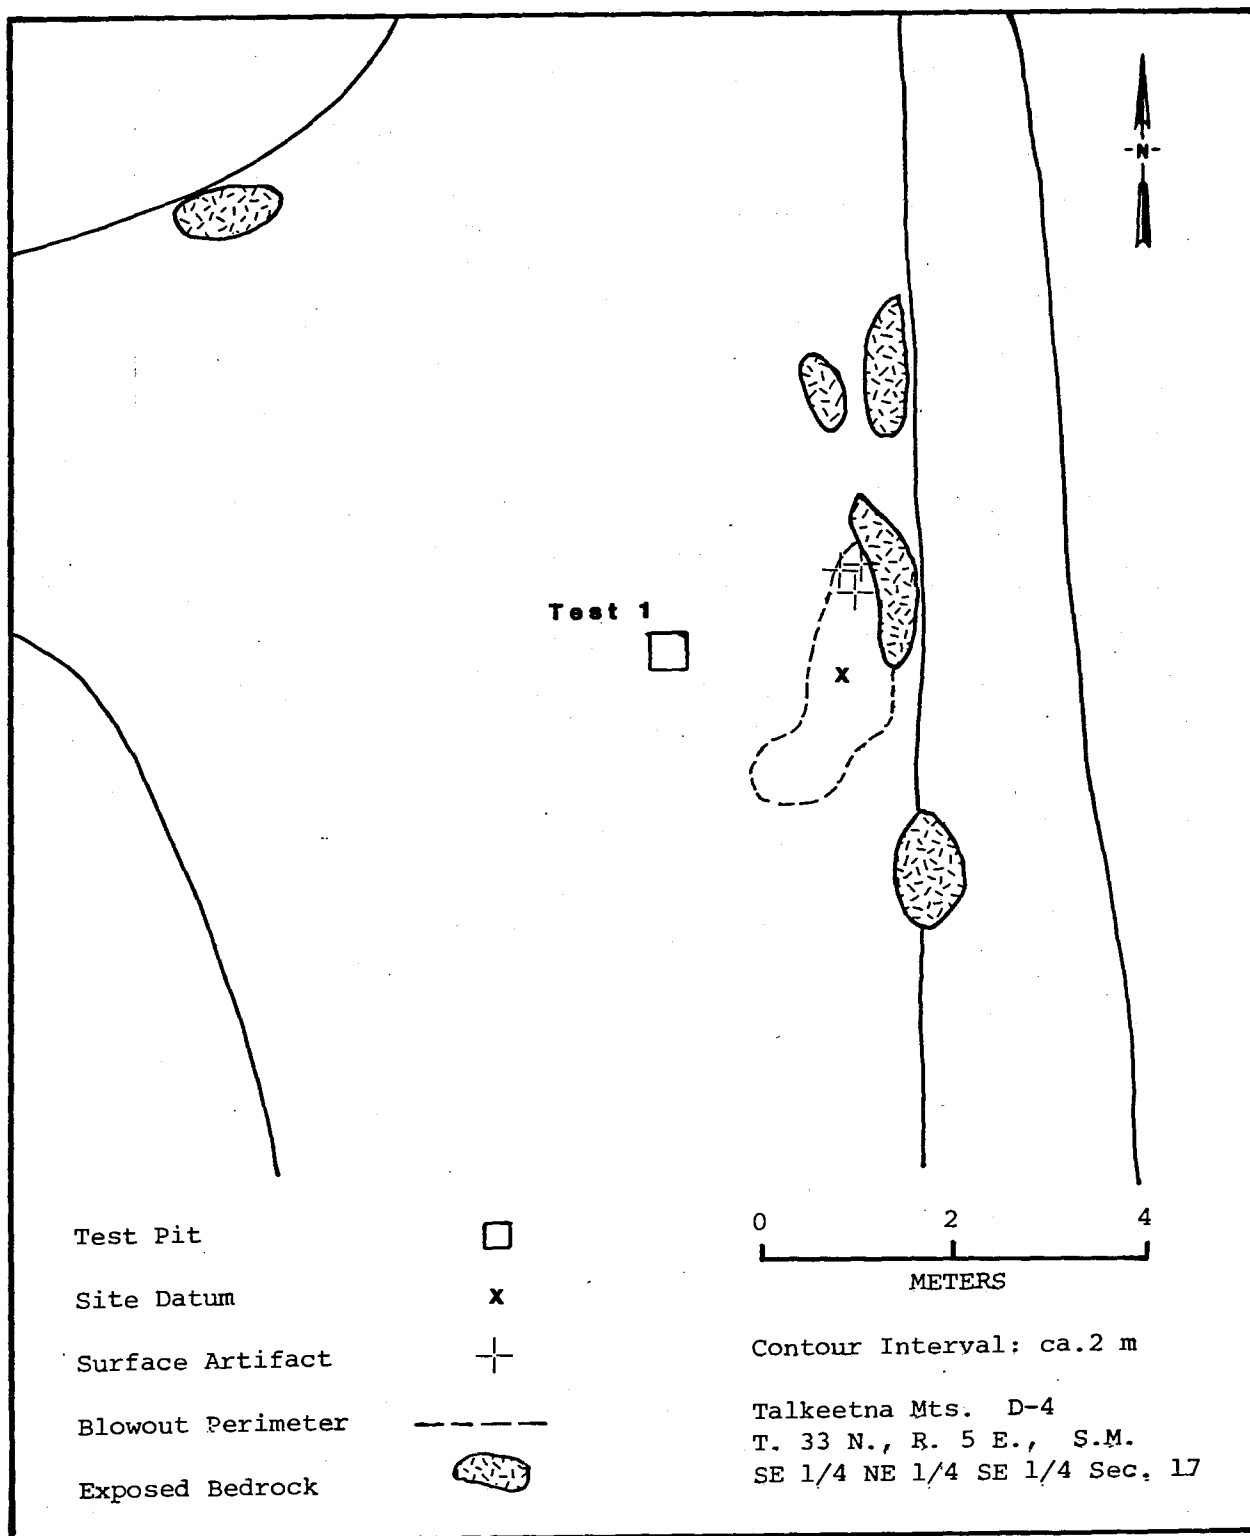 -N-
Test 1
x
Test Pit
Site Datum x
Surface Artifact
Blowout Perimeter
Exposed Bedrock
0 2 4
METERS
Contour Interval: ca.2 m
Talkeetna Mts. D-4
T. 33 N., R. 5 E., S.M.
SE 1/4 NE 1/4 SE 1/4 Sec. 17